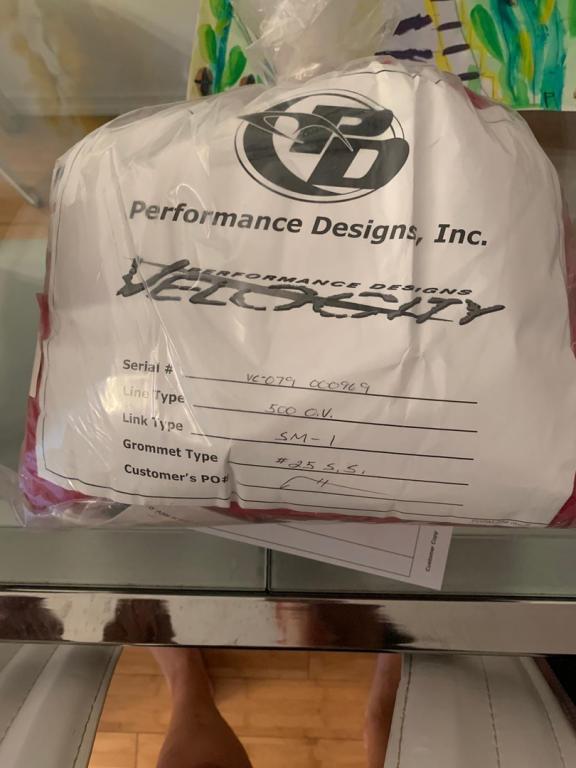 PD
Performance Designs, Inc.
PERFORMANCE DESIGNS
VELOCITY
Serial # VC-079 000969
Line Type 500 O.V.
Link Type SM-1
Grommet Type #25 S.S.
Customer's PO#
Customer Copy